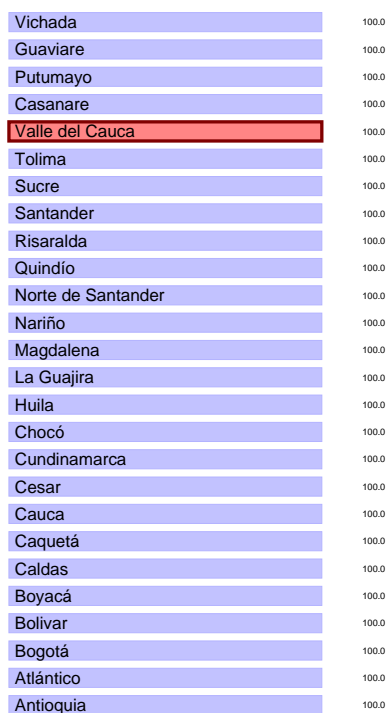 Vichada 100.0
Guaviare 100.0
Putumayo 100.0
Casanare 100.0
Valle del Cauca 100.0
Tolima 100.0
Sucre 100.0
Santander 100.0
Risaralda 100.0
Quindío 100.0
Norte de Santander 100.0
Nariño 100.0
Magdalena 100.0
La Guajira 100.0
Huila 100.0
Chocó 100.0
Cundinamarca 100.0
Cesar 100.0
Cauca 100.0
Caquetá 100.0
Caldas 100.0
Boyacá 100.0
Bolivar 100.0
Bogotá 100.0
Atlántico 100.0
Antioquia 100.0